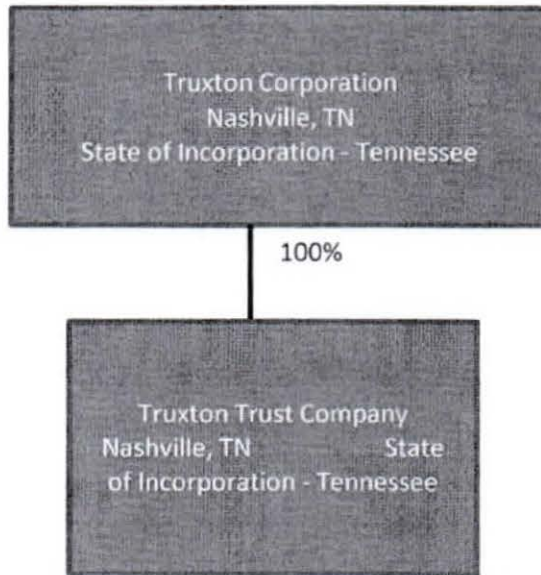 Truxton Corporation
Nashville, TN
State of Incorporation - Tennessee
100%
Truxton Trust Company
Nashville, TN State
of Incorporation - Tennessee